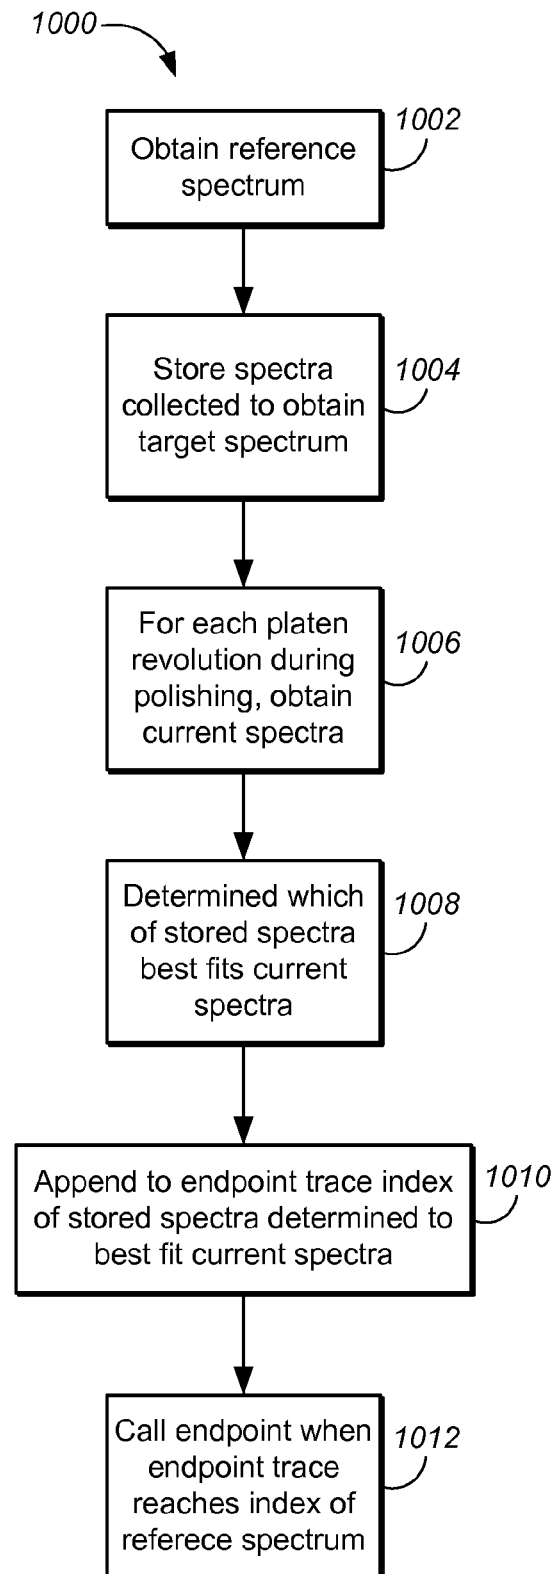 1000
1002
Obtain reference
spectrum
1004
Store spectra
collected to obtain
target spectrum
1006
For each platen
revolution during
polishing, obtain
current spectra
1008
Determined which
of stored spectra
best fits current
spectra
1010
Append to endpoint trace index
of stored spectra determined to
best fit current spectra
1012
Call endpoint when
endpoint trace
reaches index of
referece spectrum